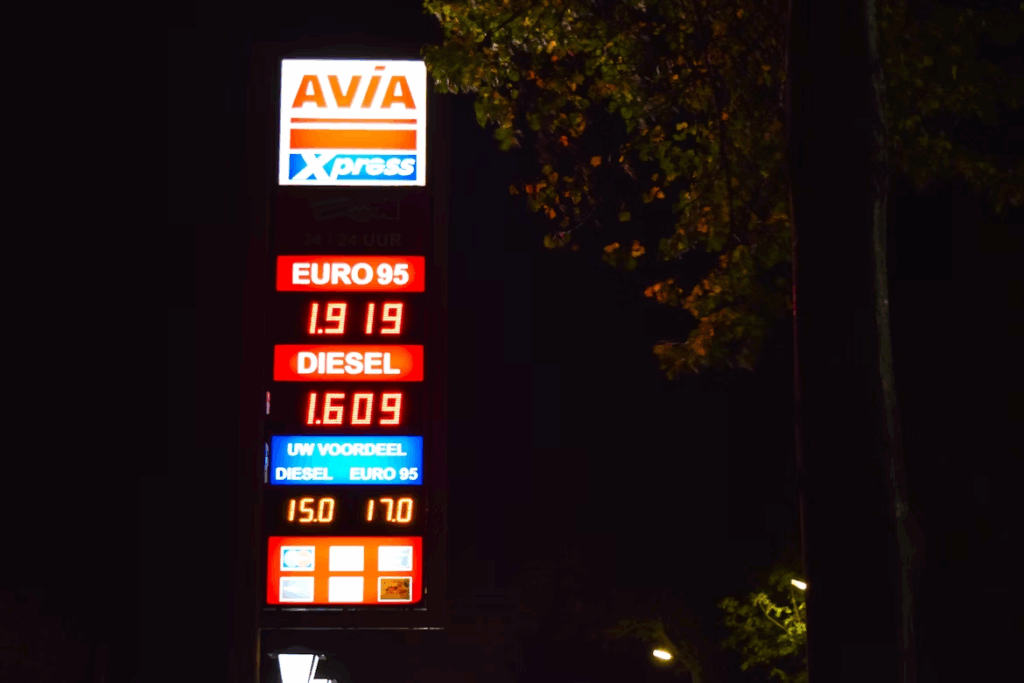 AVIA
Xpress
24 - 24 UUR
EURO 95
1.919
DIESEL
1.609
UW VOORDEEL
DIESEL EURO 95
15.0 17.0